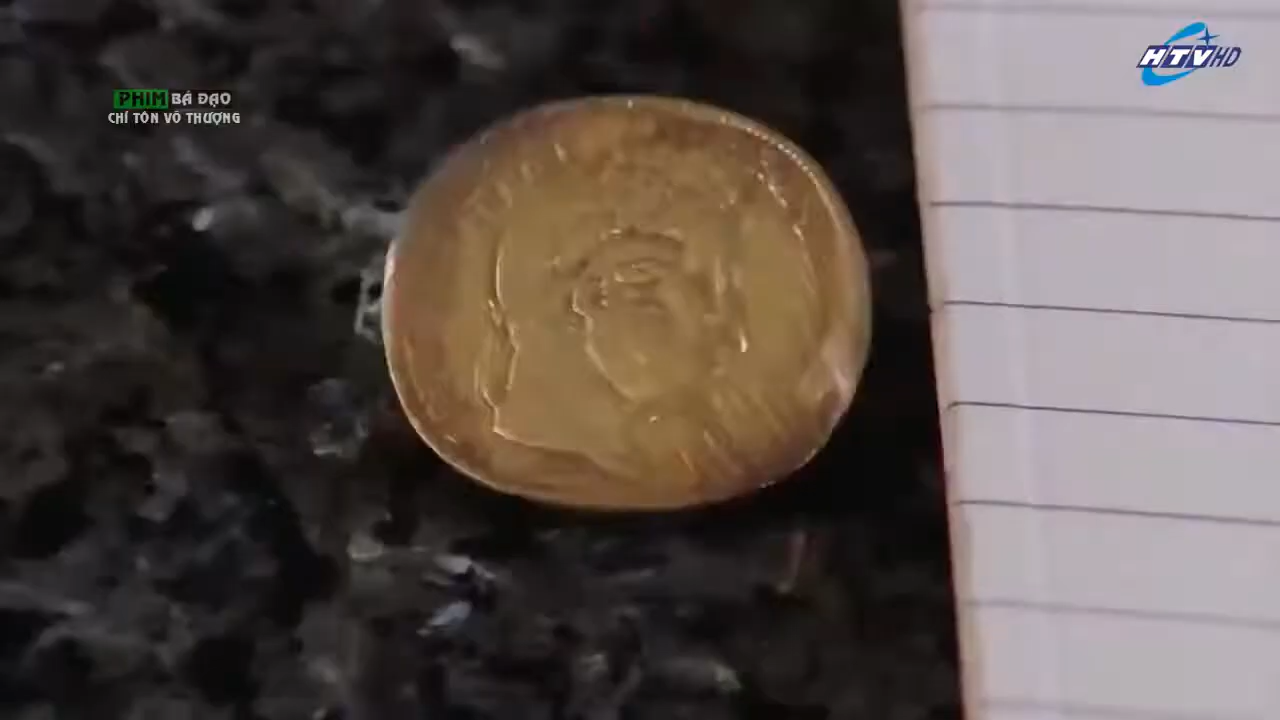 PHIM BÁ ĐẠO
CHÍ TÔN VÔ THƯỢNG
HTV HD